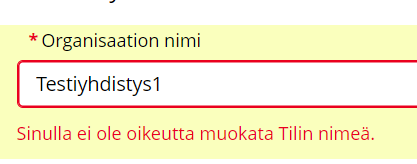 * Organisaation nimi
Testiyhdistys1
Sinulla ei ole oikeutta muokata Tilin nimeä.